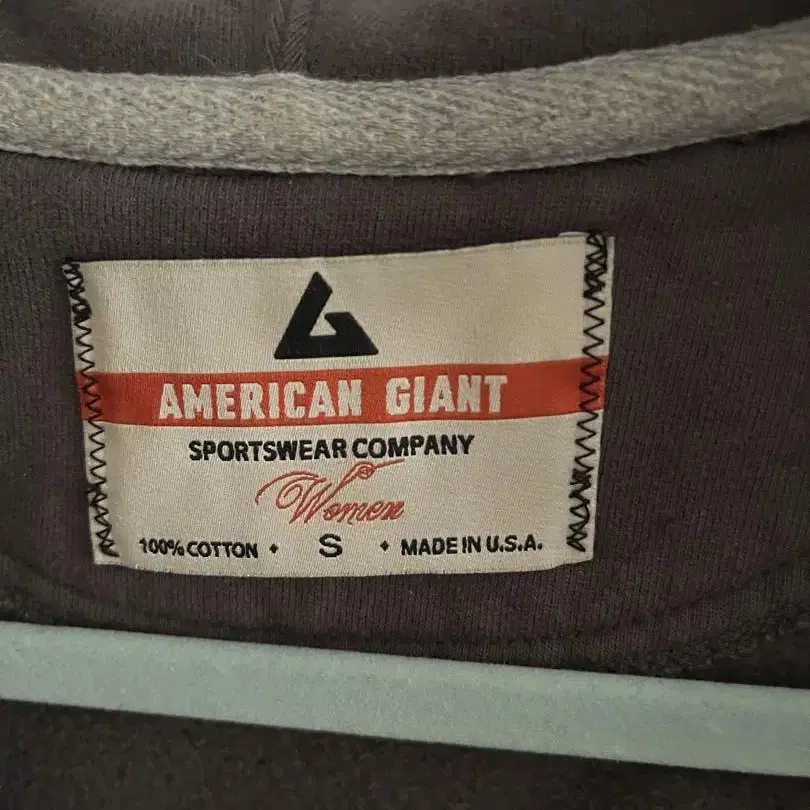 AMERICAN GIANT
SPORTSWEAR COMPANY
Women
100% COTTON • S • MADE IN U.S.A.